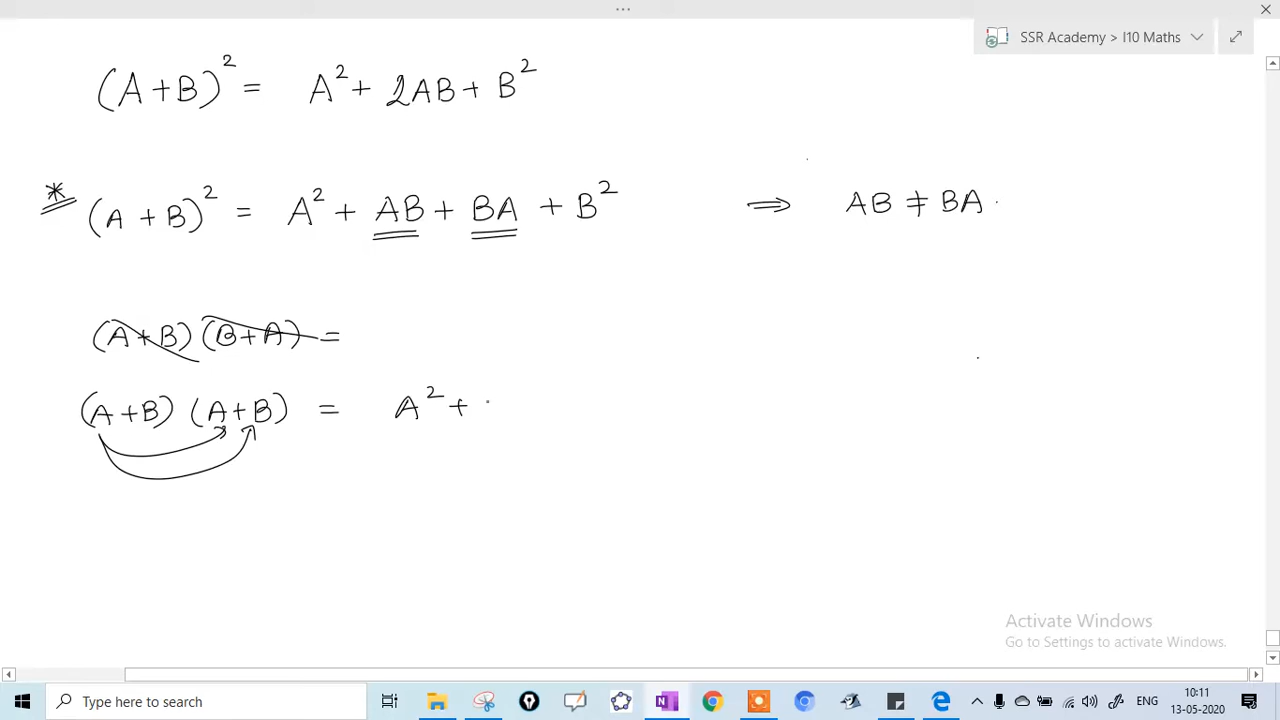 SSR Academy > I10 Maths
(A+B)² = A² + 2AB + B²
* (A + B)² = A² + AB + BA + B² ⇒ AB ≠ BA.
(A+B) (B+A) =
(A+B) (A+B) = A² +
Activate Windows
Go to Settings to activate Windows.
Type here to search
ENG
10:11
13-05-2020